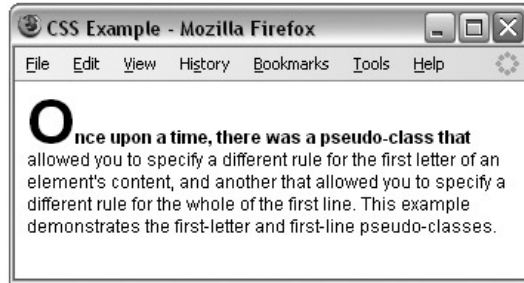 CSS Example - Mozilla Firefox
File Edit View History Bookmarks Tools Help
Once upon a time, there was a pseudo-class that
allowed you to specify a different rule for the first letter of an
element's content, and another that allowed you to specify a
different rule for the whole of the first line. This example
demonstrates the first-letter and first-line pseudo-classes.